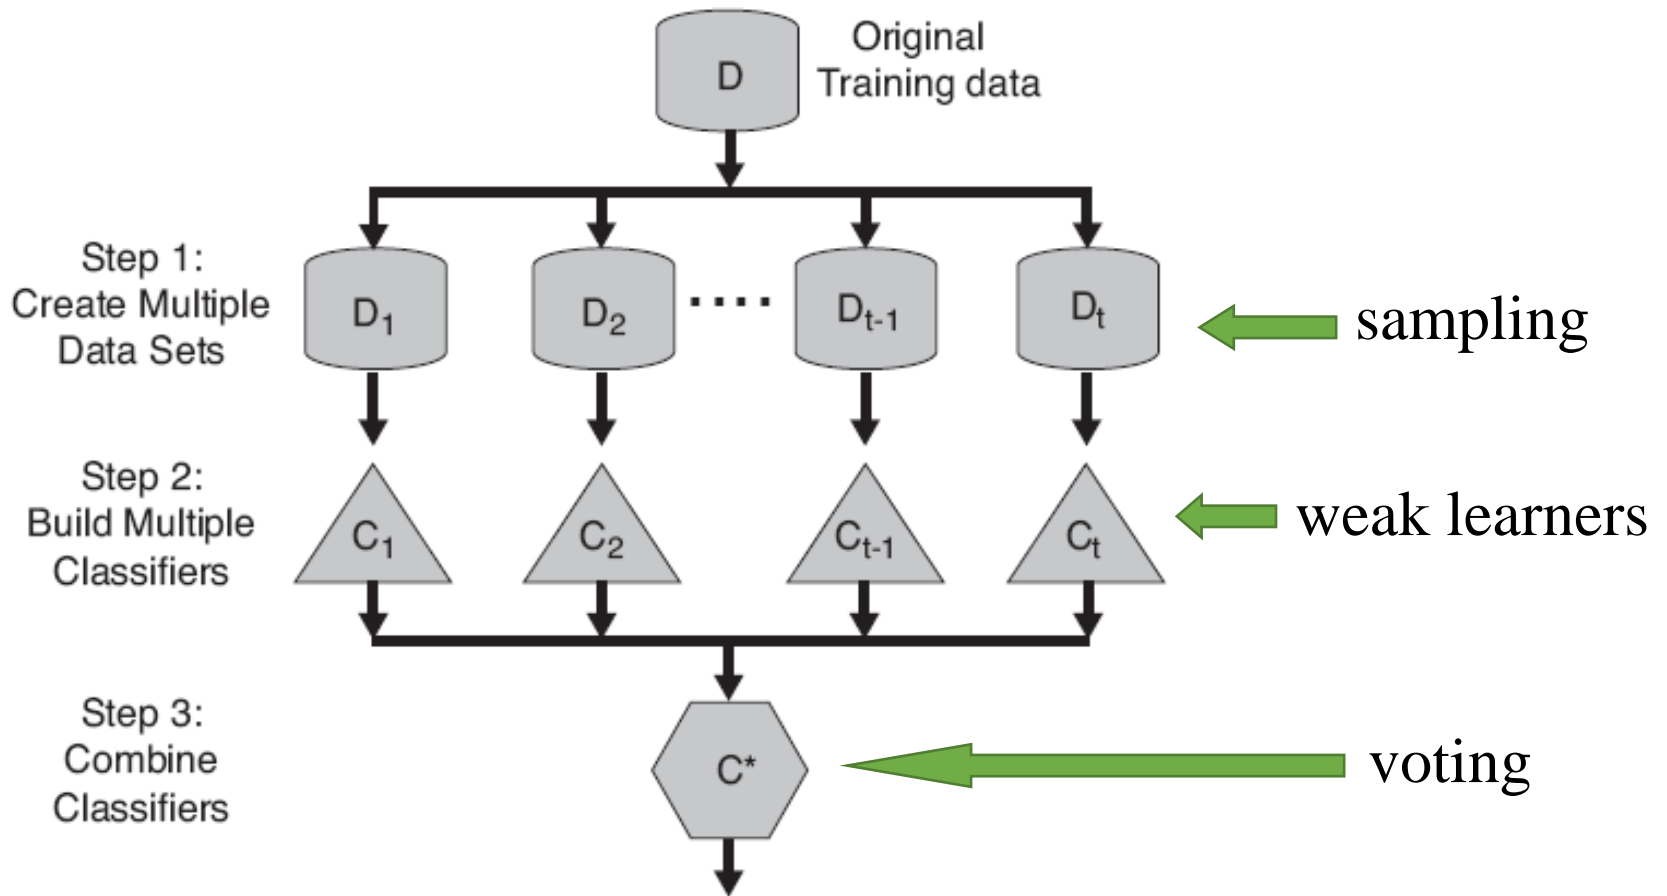 D
Original
Training data
Step 1:
Create Multiple
Data Sets
D1
D2
....
Dt-1
Dt
sampling
Step 2:
Build Multiple
Classifiers
C1
C2
Ct-1
Ct
weak learners
Step 3:
Combine
Classifiers
C*
voting